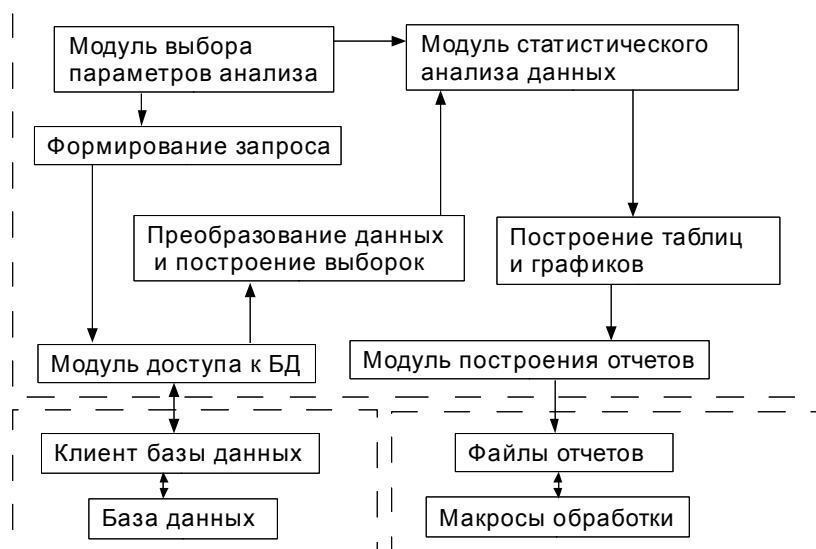 Модуль выбора
параметров анализа
Модуль статистического
анализа данных
Формирование запроса
Преобразование данных
и построение выборок
Построение таблиц
и графиков
Модуль доступа к БД
Модуль построения отчетов
Клиент базы данных
Файлы отчетов
База данных
Макросы обработки